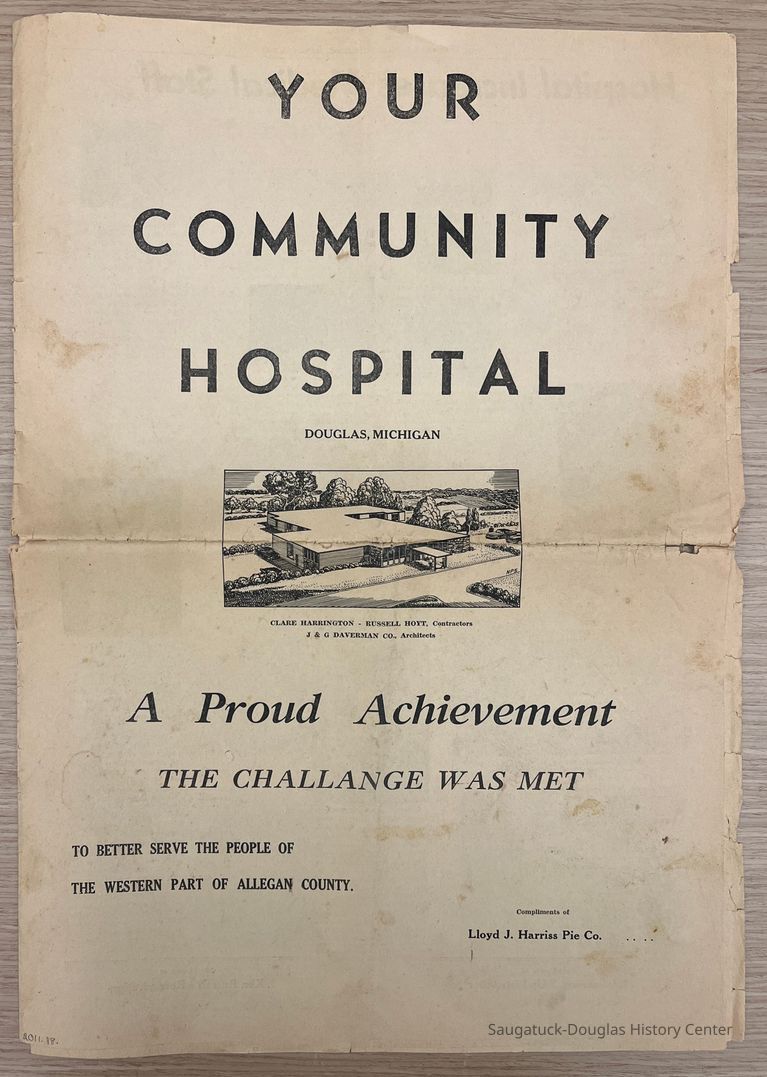 YOUR
COMMUNITY
HOSPITAL
DOUGLAS, MICHIGAN
CLARE HARRINGTON - RUSSELL HOYT, Contractors
J & G DAVERMAN CO., Architects
A Proud Achievement
THE CHALLANGE WAS MET
TO BETTER SERVE THE PEOPLE OF
THE WESTERN PART OF ALLEGAN COUNTY.
Compliments of
Lloyd J. Harriss Pie Co. . . . .
2011.18.
Saugatuck-Douglas History Center